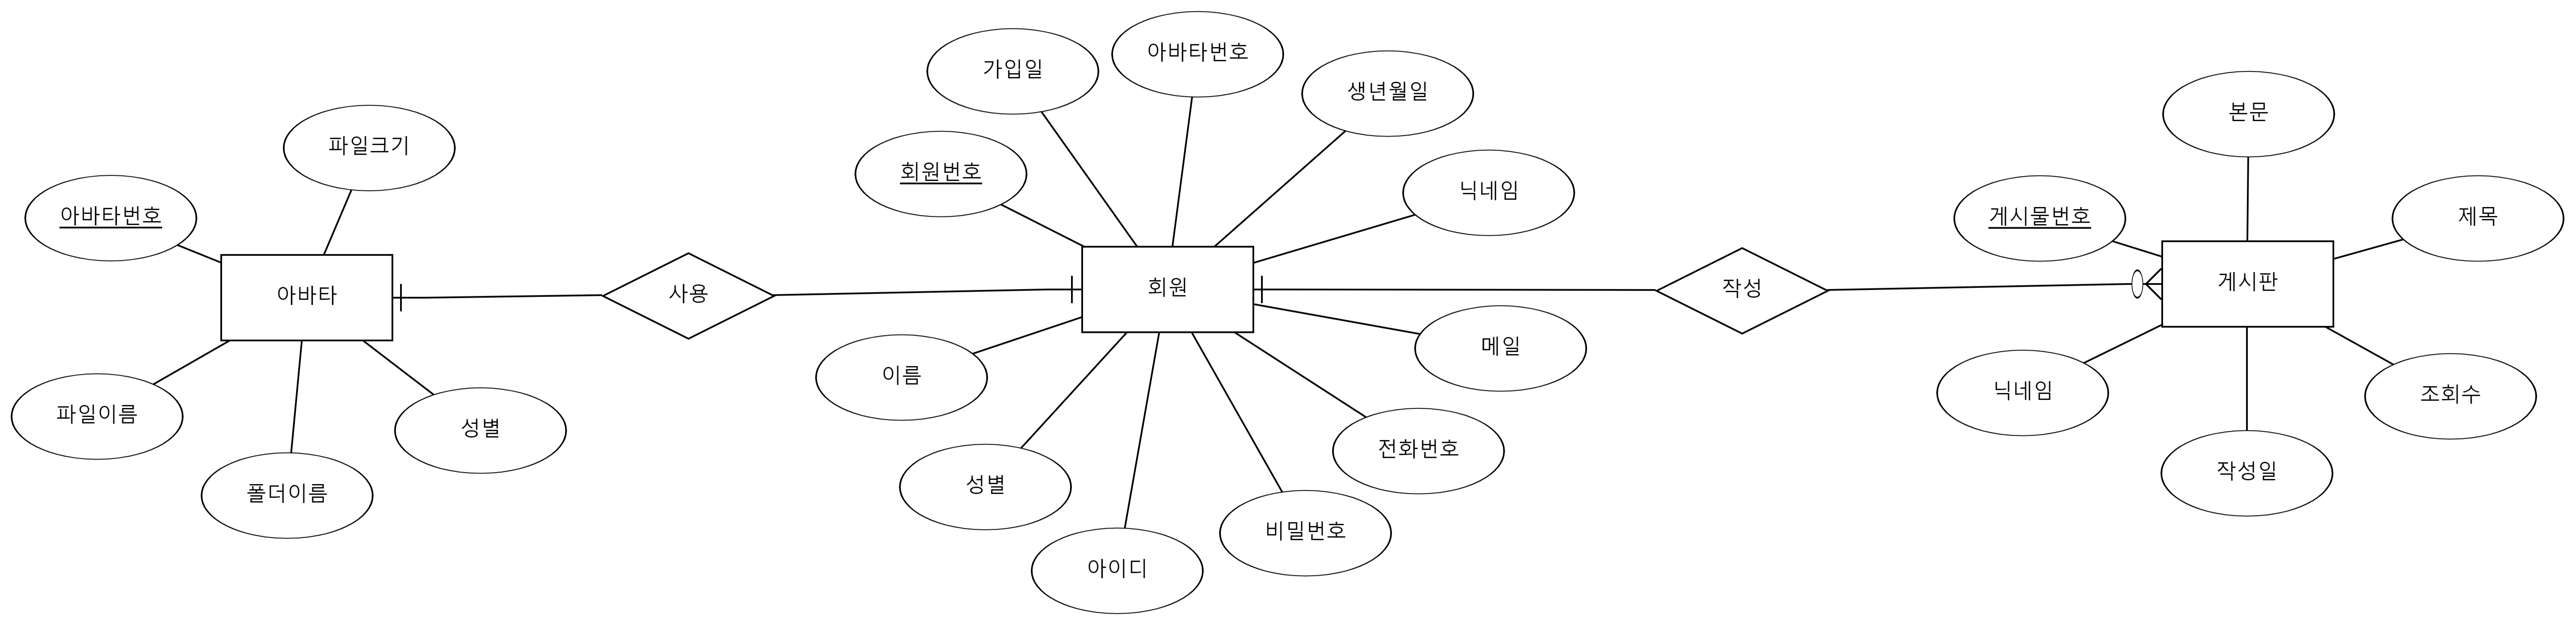 가입일
아바타번호
생년월일
본문
파일크기
회원번호
닉네임
아바타번호
게시물번호
제목
아바타
사용
회원
작성
게시판
이름
메일
닉네임
조회수
파일이름
성별
전화번호
폴더이름
성별
작성일
비밀번호
아이디